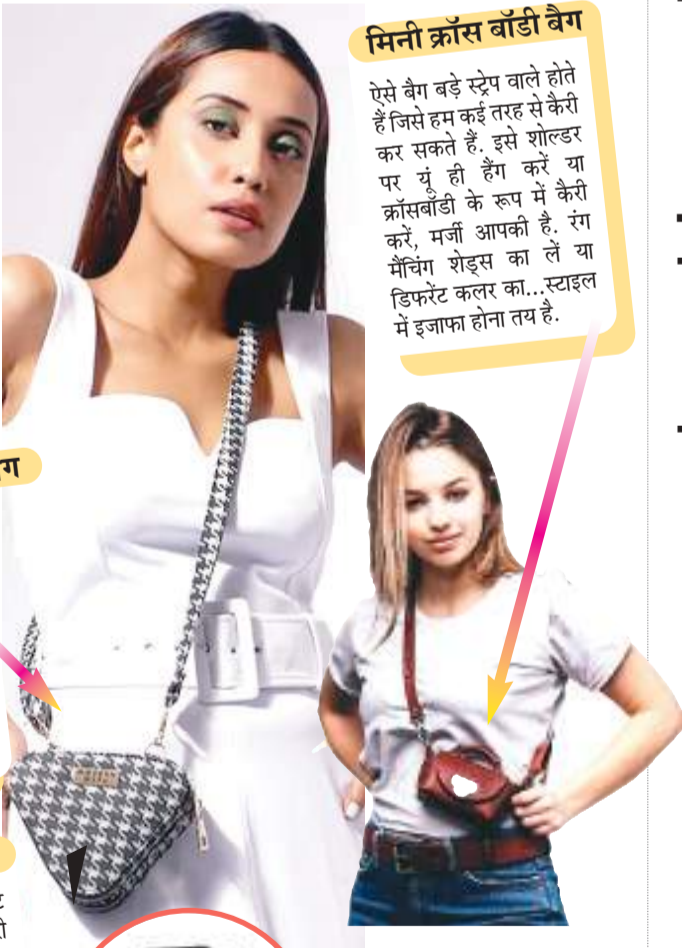 मिनी क्रॉस बॉडी बैग
ऐसे बैग बड़े स्ट्रेप वाले होते
हैं जिसे हम कई तरह से कैरी
कर सकते हैं. इसे शोल्डर
पर यूं ही हैंग करें या
क्रॉसबॉडी के रूप में कैरी
करें, मर्जी आपकी है. रंग
मैंचिंग शेड्स का लें या
डिफरेंट कलर का...स्टाइल
में इजाफा होना तय है.